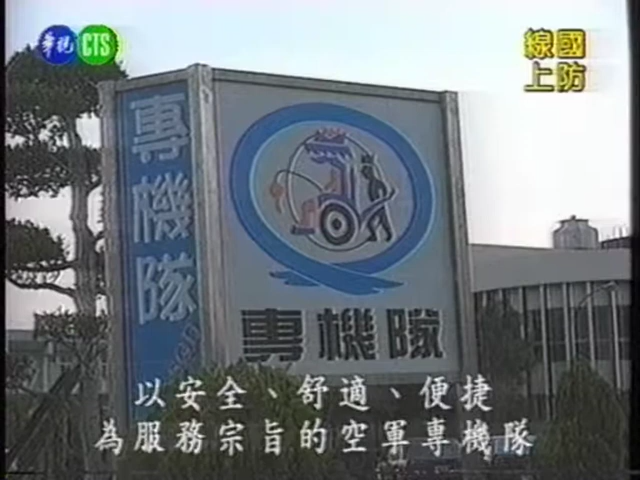 華視 CTS
國防
線上
專機隊
專機隊
以安全、舒適、便捷
為服務宗旨的空軍專機隊